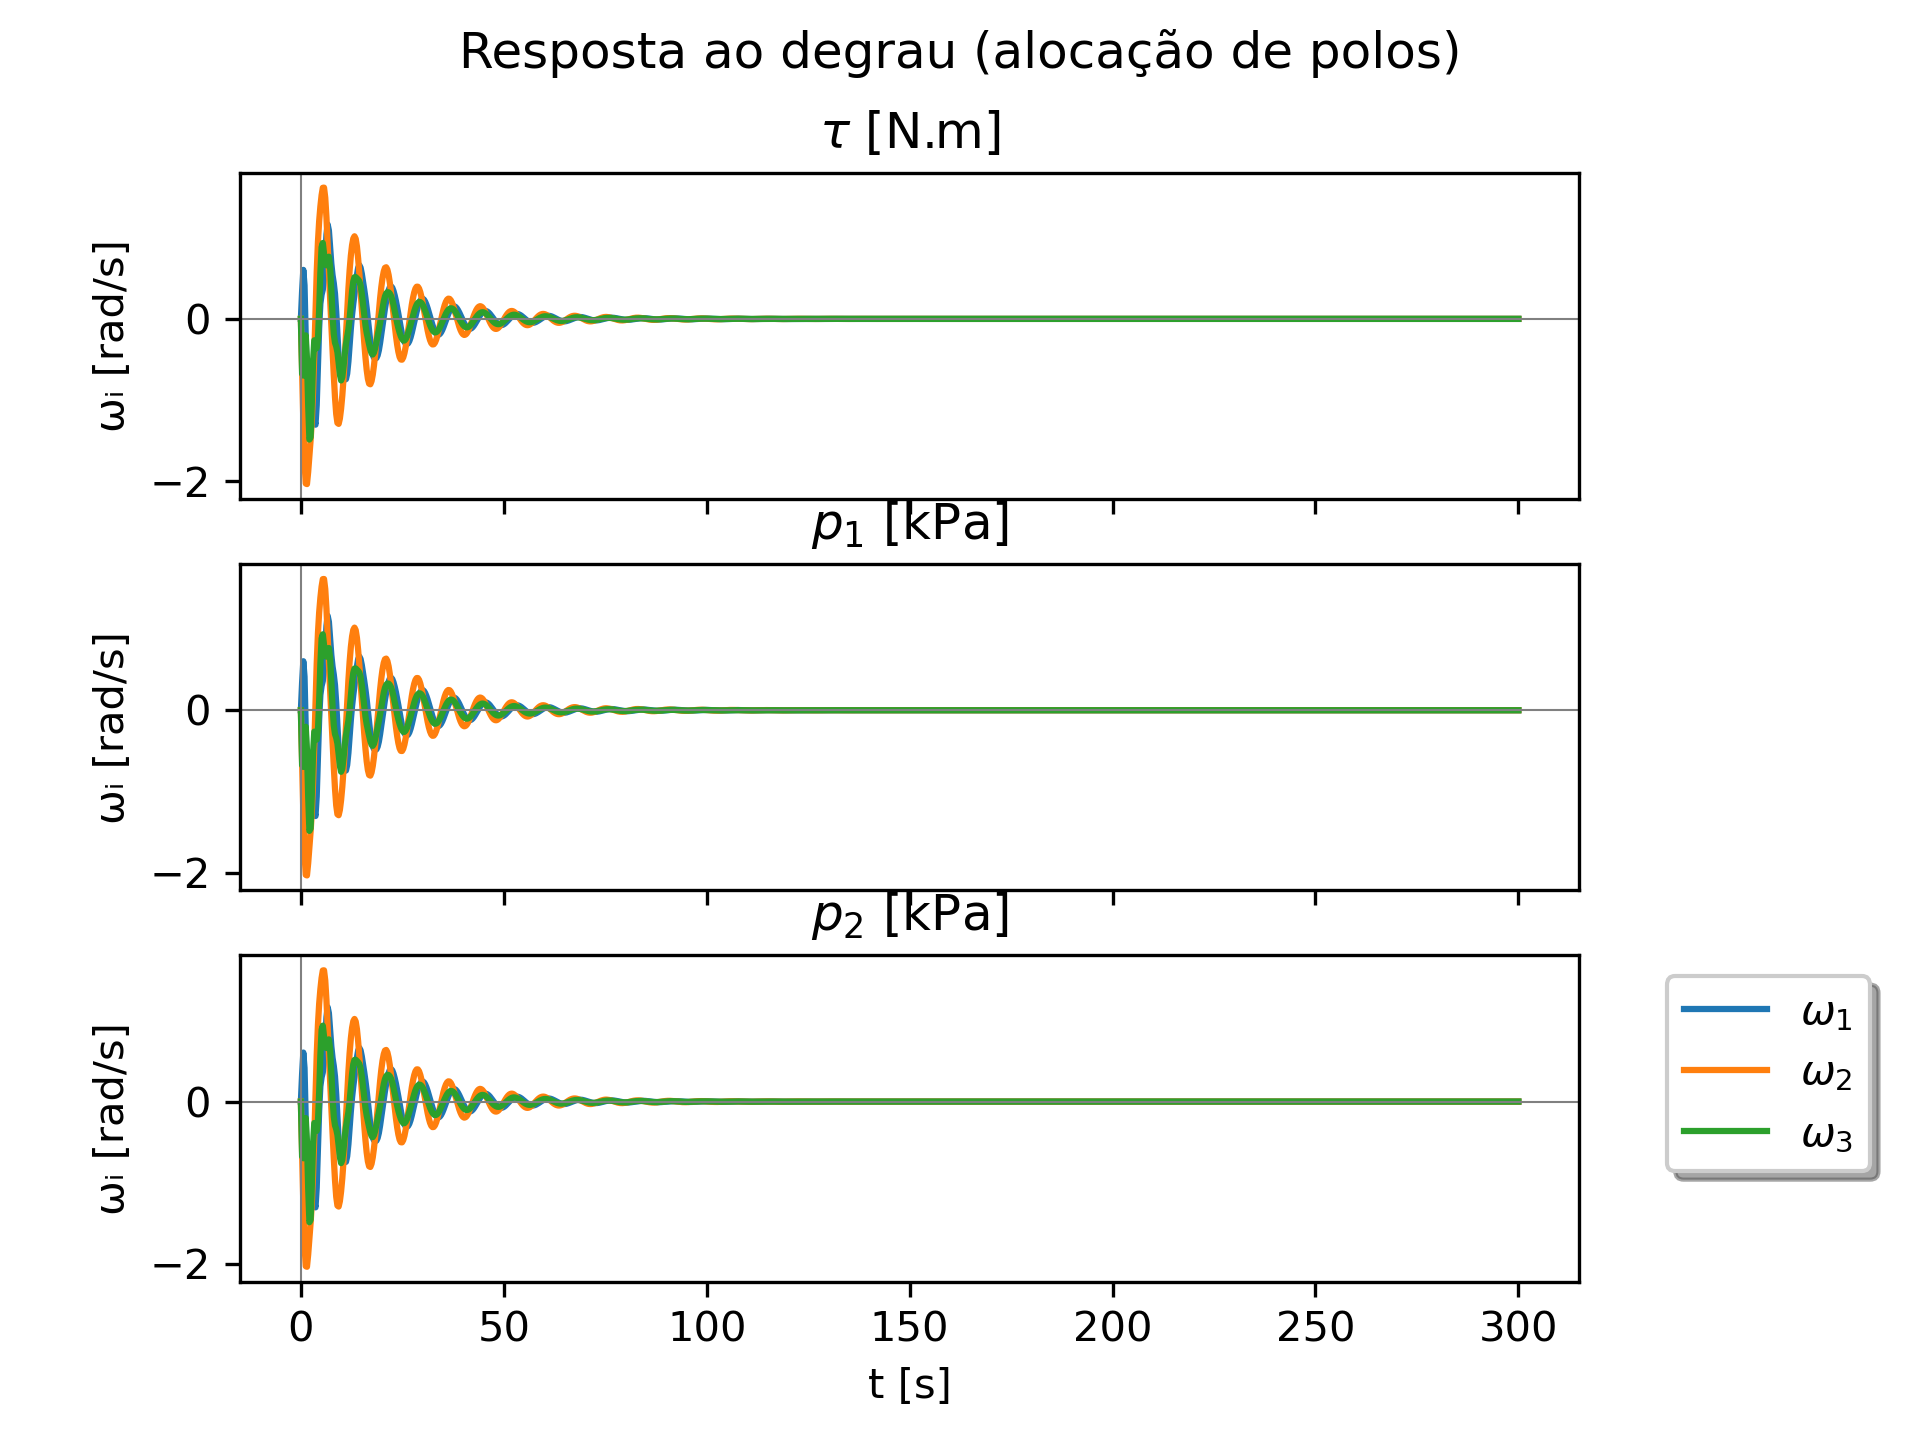 Resposta ao degrau (alocação de polos)
τ [N.m]
ωᵢ [rad/s]
0
−2
p₁ [kPa]
ωᵢ [rad/s]
0
−2
p₂ [kPa]
ωᵢ [rad/s]
0
−2
0 50 100 150 200 250 300
t [s]
ω₁
ω₂
ω₃